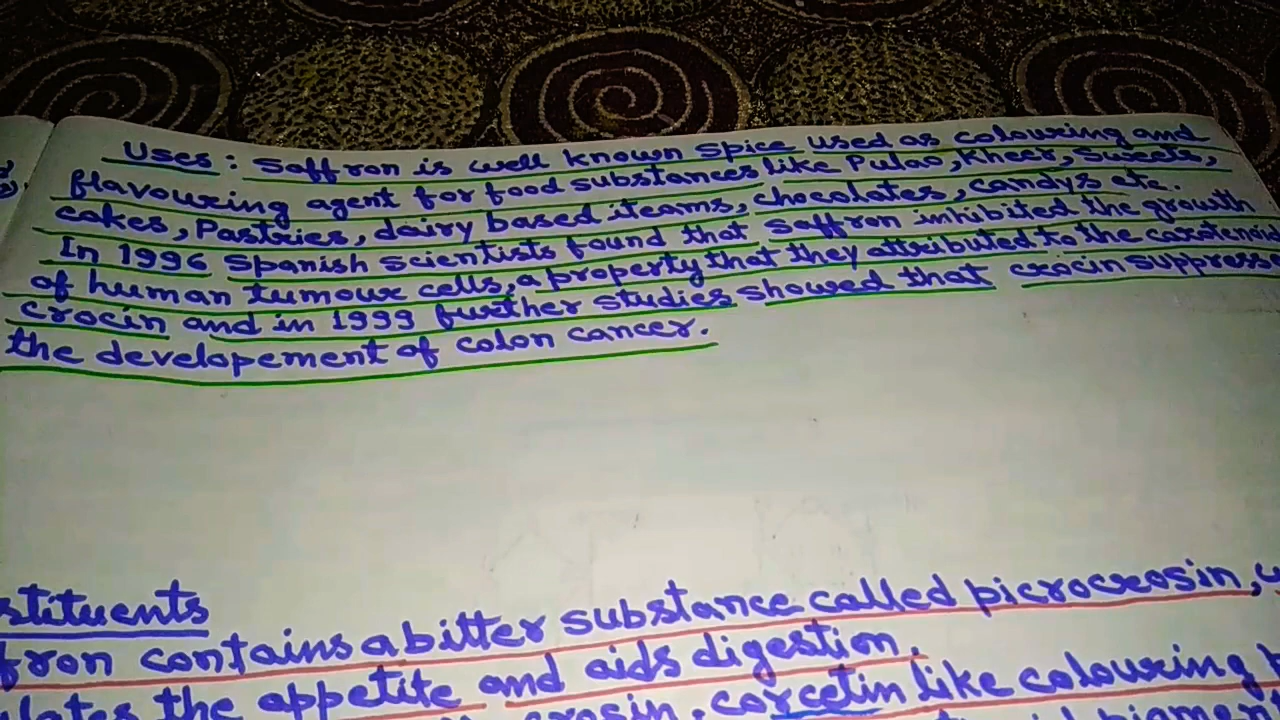 Uses: Saffron is well known spice used as colouring and
flavouring agent for food substances like Pulao, Kheer, Sweets,
cakes, Pastries, dairy based iteams, chocolates, candys etc.
In 1996 Spanish scientists found that Saffron inhibited the growth
of human tumour cells, a property that they attributed to the carotenoid
crocin and in 1999 further studies showed that crocin suppresse
the developement of colon cancer.
stituents
fron contains a bitter substance called picrocrosin,
lates the appetite and aids digestion.
crosin, corcetin like colouring